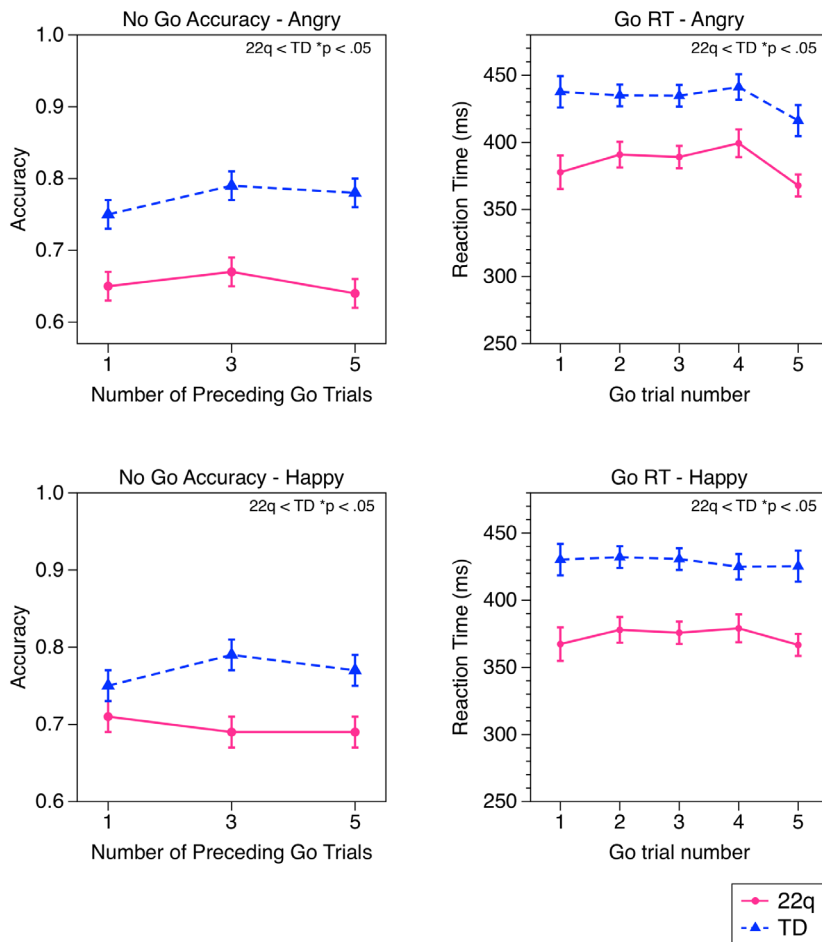 No Go Accuracy - Angry
22q < TD *p < .05
1.0
0.9
0.8
0.7
0.6
Accuracy
1 3 5
Number of Preceding Go Trials
Go RT - Angry
22q < TD *p < .05
450
400
350
300
250
Reaction Time (ms)
1 2 3 4 5
Go trial number
No Go Accuracy - Happy
22q < TD *p < .05
1.0
0.9
0.8
0.7
0.6
Accuracy
1 3 5
Number of Preceding Go Trials
Go RT - Happy
22q < TD *p < .05
450
400
350
300
250
Reaction Time (ms)
1 2 3 4 5
Go trial number
22q
TD